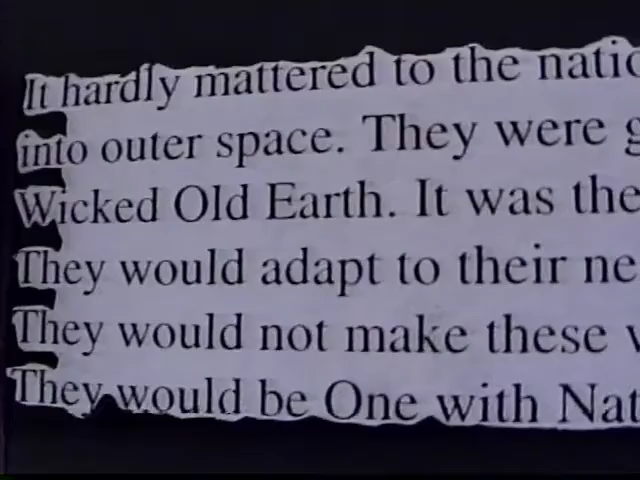 It hardly mattered to the natio
into outer space. They were g
Wicked Old Earth. It was the
They would adapt to their ne
They would not make these
They would be One with Nat